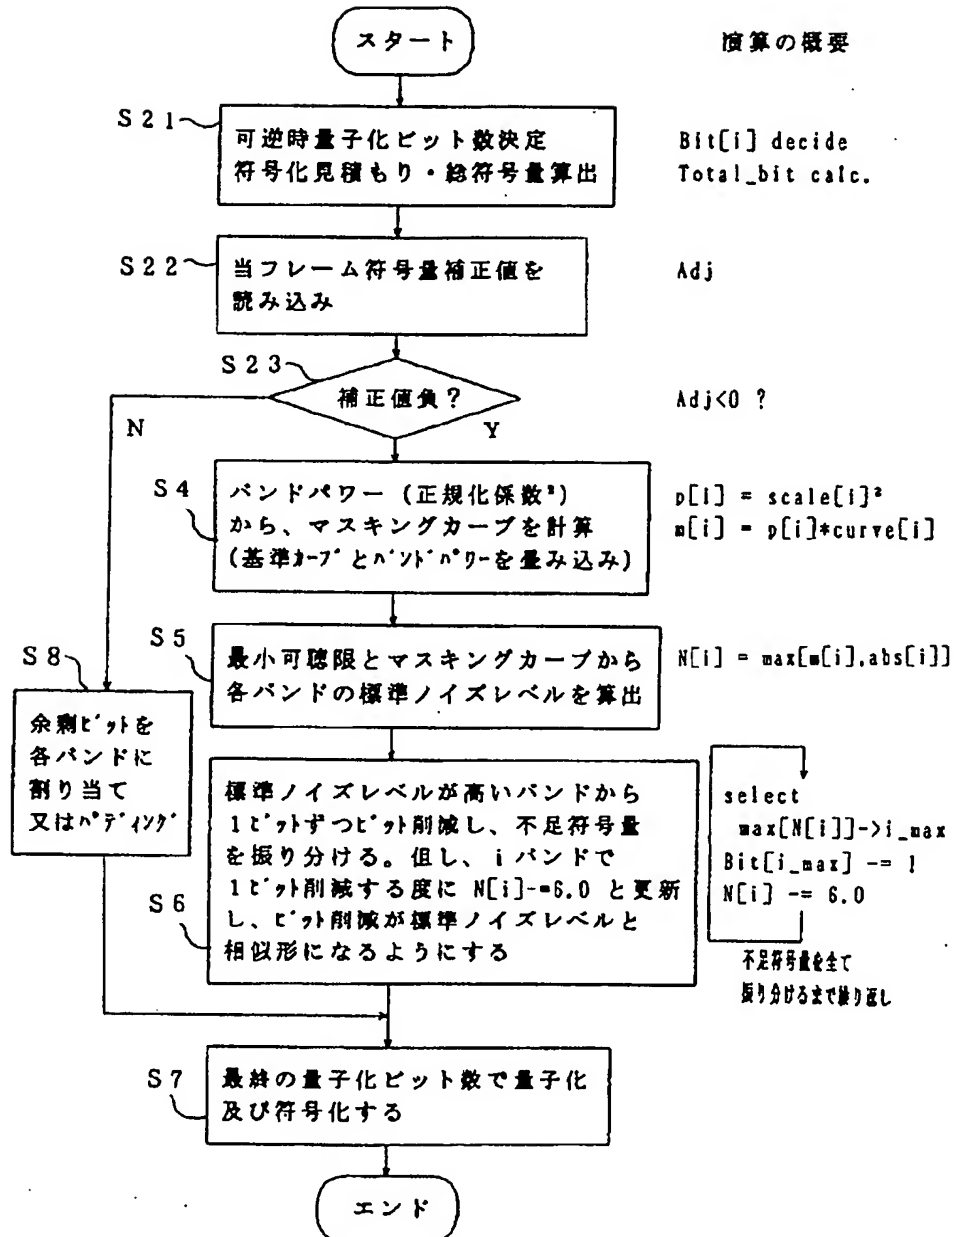 スタート
演算の概要
S21
可逆時量子化ビット数決定
符号化見積もり・総符号量算出
Bit[i] decide
Total_bit calc.
S22
当フレーム符号量補正値を
読み込み
Adj
S23
補正値負？
Adj<0 ?
N
Y
S4
バンドパワー（正規化係数²）
から、マスキングカーブを計算
(基準ｶｰﾌﾞとﾊﾞﾝﾄﾞﾊﾟﾜｰを畳み込み)
p[i] = scale[i]²
m[i] = p[i]*curve[i]
S5
最小可聴限とマスキングカーブから
各バンドの標準ノイズレベルを算出
N[i] = max[m[i],abs[i]]
S8
余剰ﾋﾞｯﾄを
各バンドに
割り当て
又はﾊﾟﾃﾞｨﾝｸﾞ
S6
標準ノイズレベルが高いバンドから
1ﾋﾞｯﾄずつﾋﾞｯﾄ削減し、不足符号量
を振り分ける。但し、iバンドで
1ﾋﾞｯﾄ削減する度に N[i]-=6.0 と更新
し、ﾋﾞｯﾄ削減が標準ノイズレベルと
相似形になるようにする
select
max[N[i]]->i_max
Bit[i_max] -= 1
N[i] -= 6.0
不足符号量を全て
振り分けるまで繰り返し
S7
最終の量子化ビット数で量子化
及び符号化する
エンド